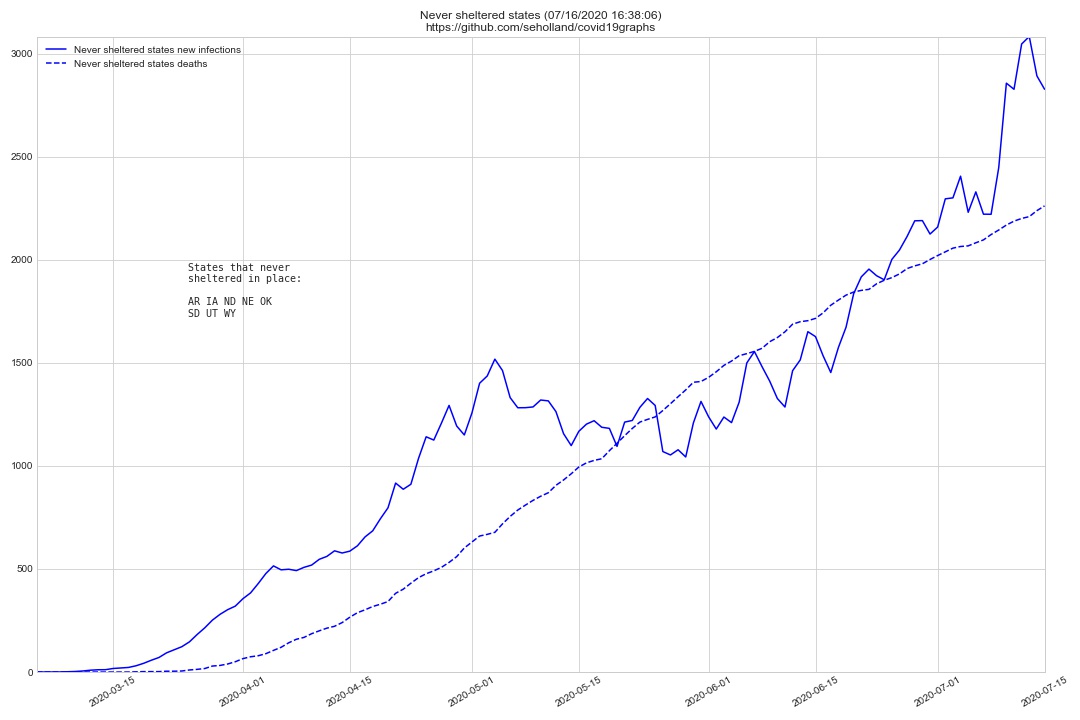 Never sheltered states (07/16/2020 16:38:06)
https://github.com/seholland/covid19graphs
Never sheltered states new infections
Never sheltered states deaths
3000
2500
2000
1500
1000
500
0
States that never
sheltered in place:
AR IA ND NE OK
SD UT WY
2020-03-15
2020-04-01
2020-04-15
2020-05-01
2020-05-15
2020-06-01
2020-06-15
2020-07-01
2020-07-15